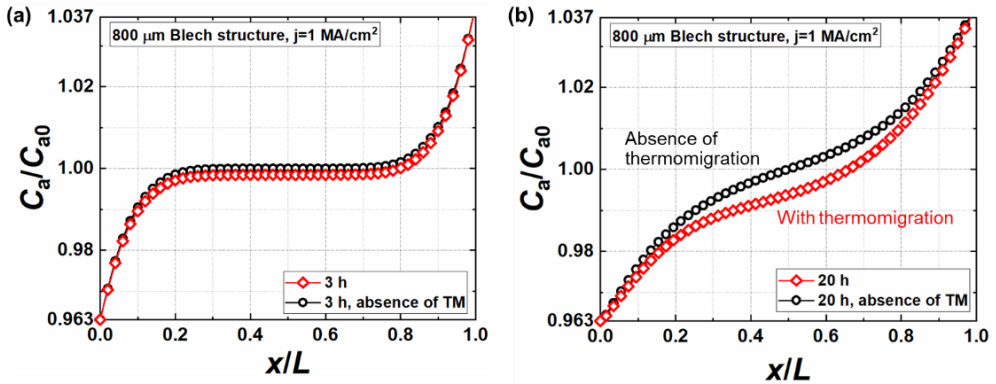 (a)
800 μm Blech structure, j=1 MA/cm²
1.037
1.02
1.00
0.98
0.963
Cₐ/Cₐ₀
3 h
3 h, absence of TM
0.0 0.2 0.4 0.6 0.8 1.0
x/L
(b)
800 μm Blech structure, j=1 MA/cm²
1.037
1.02
1.00
0.98
0.963
Cₐ/Cₐ₀
Absence of
thermomigration
With thermomigration
20 h
20 h, absence of TM
0.0 0.2 0.4 0.6 0.8 1.0
x/L